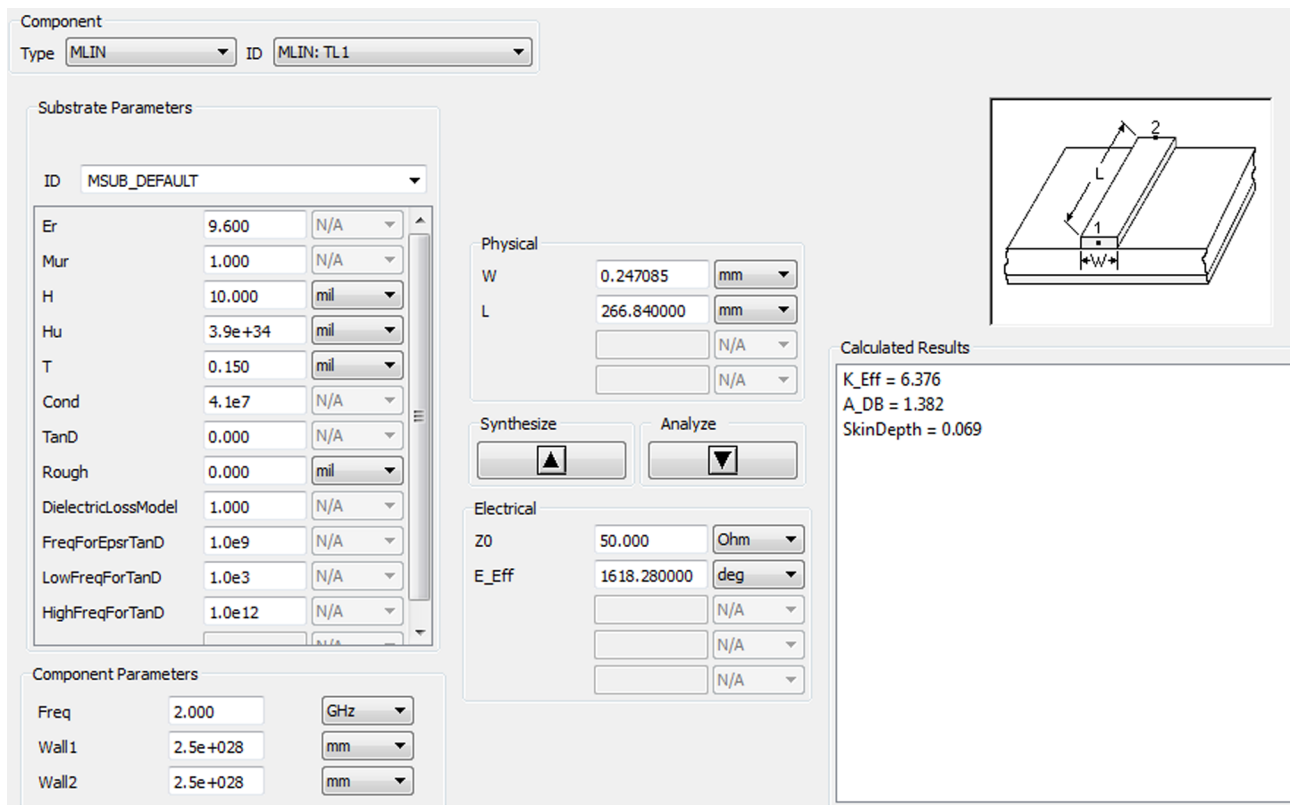 Component
Type MLIN ID MLIN: TL1
Substrate Parameters
ID MSUB_DEFAULT
Er 9.600 N/A
Mur 1.000 N/A
H 10.000 mil
Hu 3.9e+34 mil
T 0.150 mil
Cond 4.1e7 N/A
TanD 0.000 N/A
Rough 0.000 mil
DielectricLossModel 1.000 N/A
FreqForEpsrTanD 1.0e9 N/A
LowFreqForTanD 1.0e3 N/A
HighFreqForTanD 1.0e12 N/A
N/A
Component Parameters
Freq 2.000 GHz
Wall1 2.5e+028 mm
Wall2 2.5e+028 mm
Physical
W 0.247085 mm
L 266.840000 mm
N/A
N/A
Synthesize Analyze
Electrical
Z0 50.000 Ohm
E_Eff 1618.280000 deg
N/A
N/A
N/A
2
L
1
W
Calculated Results
K_Eff = 6.376
A_DB = 1.382
SkinDepth = 0.069